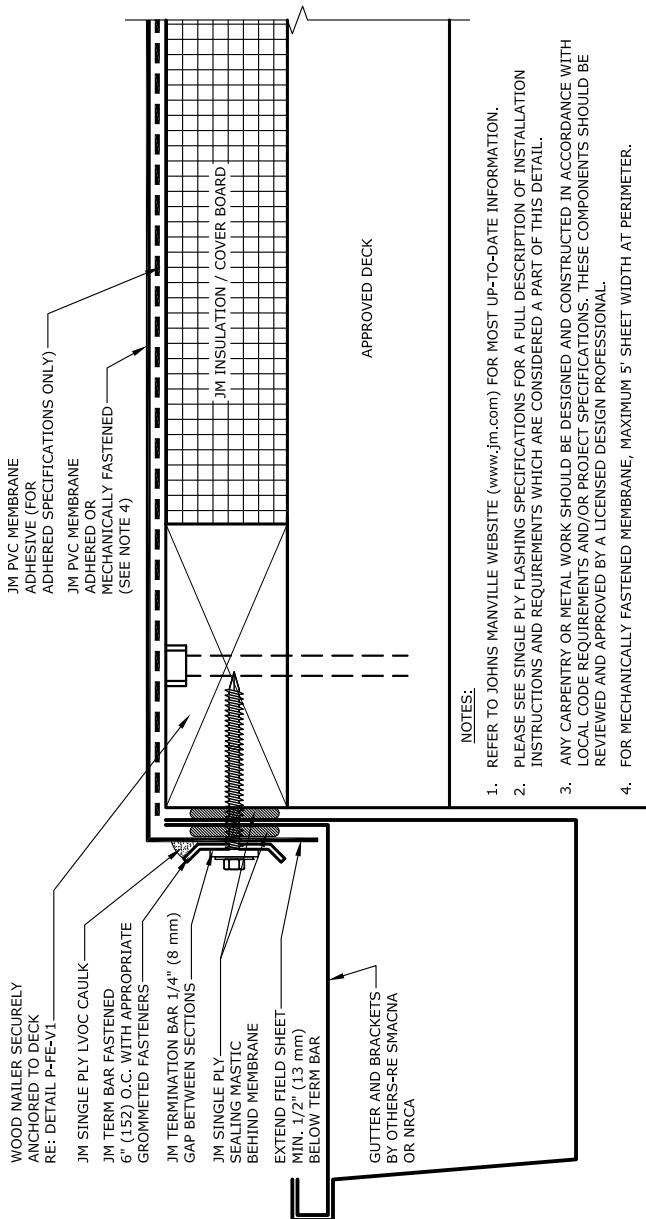 JM PVC MEMBRANE
ADHESIVE (FOR
ADHERED SPECIFICATIONS ONLY)
JM PVC MEMBRANE
ADHERED OR
MECHANICALLY FASTENED
(SEE NOTE 4)
WOOD NAILER SECURELY
ANCHORED TO DECK
RE: DETAIL P-FE-V1
JM SINGLE PLY LVOC CAULK
JM TERM BAR FASTENED
6" (152) O.C. WITH APPROPRIATE
GROMMETED FASTENERS
JM TERMINATION BAR 1/4" (8 mm)
GAP BETWEEN SECTIONS
JM SINGLE PLY
SEALING MASTIC
BEHIND MEMBRANE
EXTEND FIELD SHEET
MIN. 1/2" (13 mm)
BELOW TERM BAR
GUTTER AND BRACKETS
BY OTHERS-RE SMACNA
OR NRCA
JM INSULATION / COVER BOARD
APPROVED DECK
NOTES:
1. REFER TO JOHNS MANVILLE WEBSITE (www.jm.com) FOR MOST UP-TO-DATE INFORMATION.
2. PLEASE SEE SINGLE PLY FLASHING SPECIFICATIONS FOR A FULL DESCRIPTION OF INSTALLATION
INSTRUCTIONS AND REQUIREMENTS WHICH ARE CONSIDERED A PART OF THIS DETAIL.
3. ANY CARPENTRY OR METAL WORK SHOULD BE DESIGNED AND CONSTRUCTED IN ACCORDANCE WITH
LOCAL CODE REQUIREMENTS AND/OR PROJECT SPECIFICATIONS. THESE COMPONENTS SHOULD BE
REVIEWED AND APPROVED BY A LICENSED DESIGN PROFESSIONAL.
4. FOR MECHANICALLY FASTENED MEMBRANE, MAXIMUM 5' SHEET WIDTH AT PERIMETER.